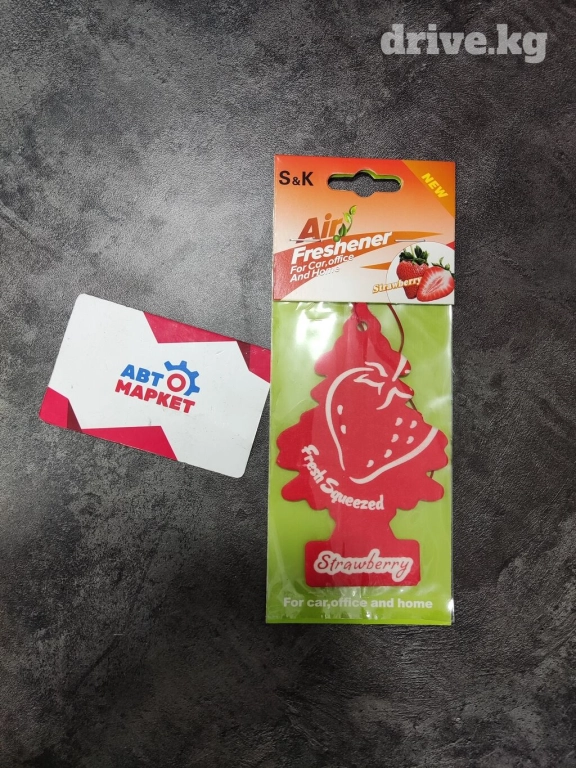 drive.kg
S&K
NEW
Air
Freshener
For Car,office
And Home
Strawberry
АВТО
МАРКЕТ
Fresh Squeezed
Strawberry
For car,office and home